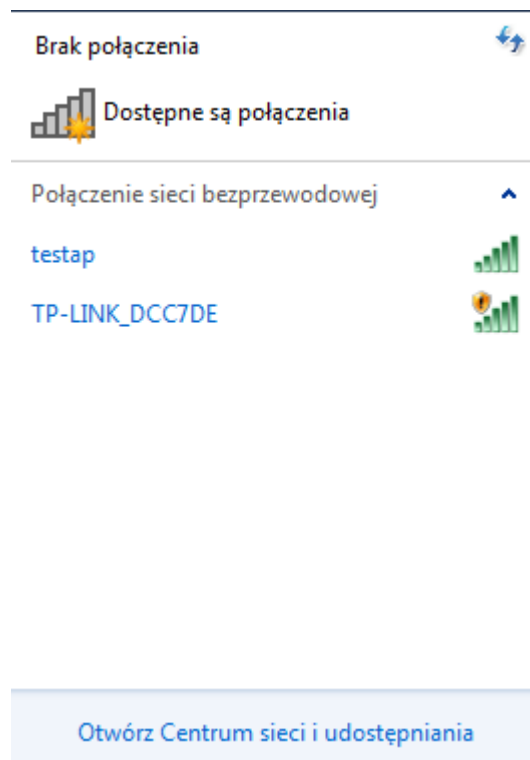 Brak połączenia
Dostępne są połączenia
Połączenie sieci bezprzewodowej
testap
TP-LINK_DCC7DE
Otwórz Centrum sieci i udostępniania